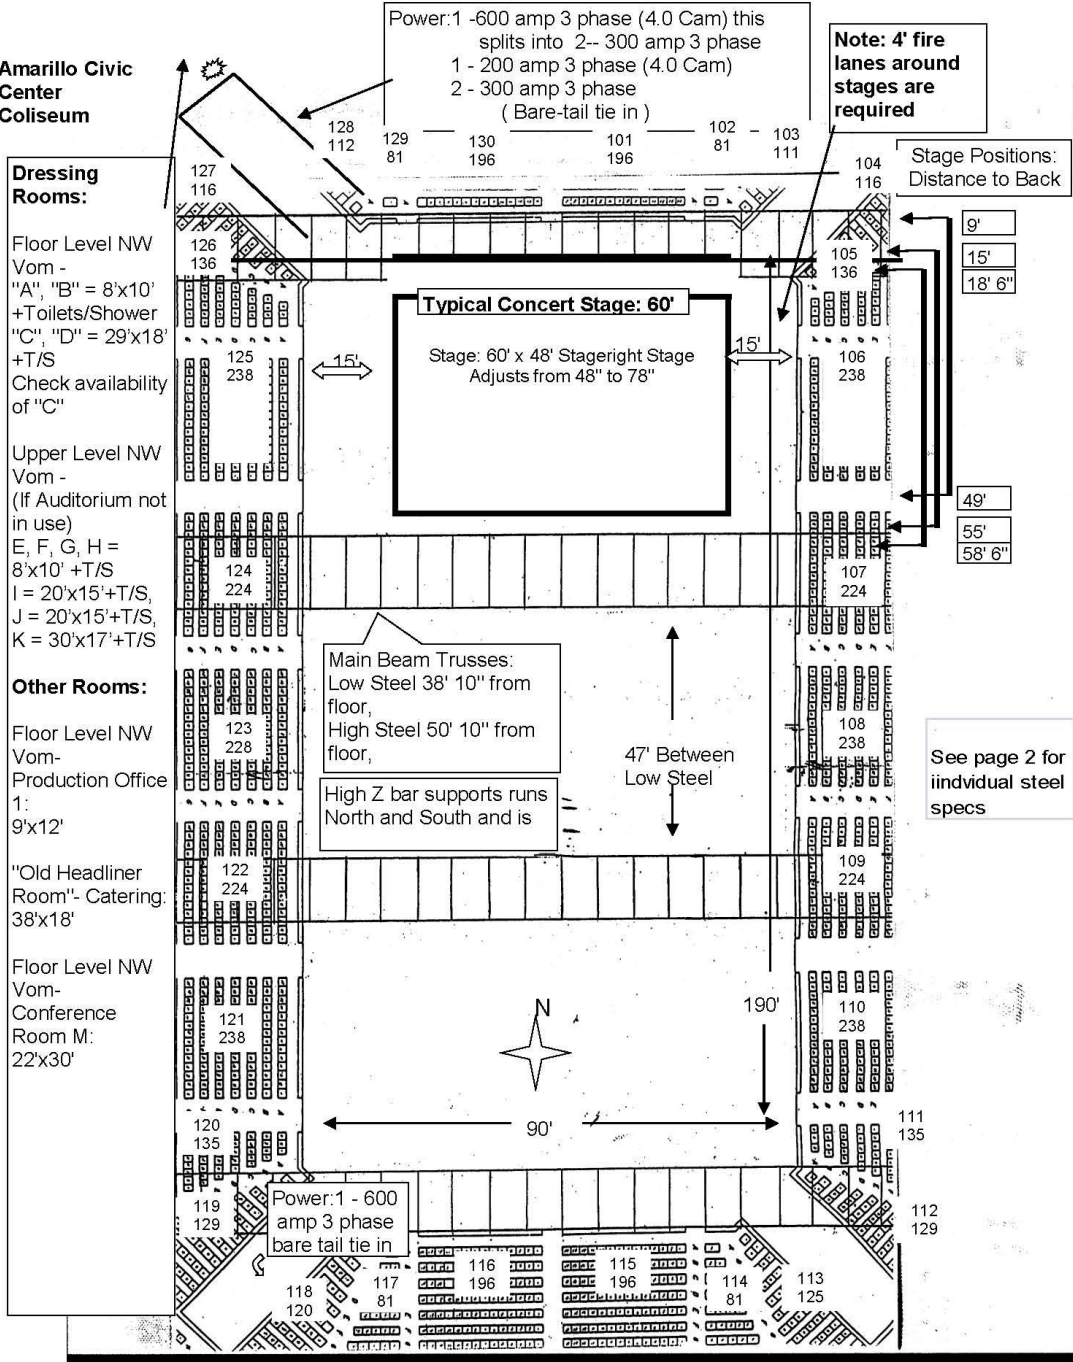 Amarillo Civic
Center
Coliseum
Power:1 -600 amp 3 phase (4.0 Cam) this
splits into 2-- 300 amp 3 phase
1 - 200 amp 3 phase (4.0 Cam)
2 - 300 amp 3 phase
( Bare-tail tie in )
Note: 4' fire
lanes around
stages are
required
Stage Positions:
Distance to Back
9'
15'
18' 6"
49'
55'
58' 6"
Dressing
Rooms:
Floor Level NW
Vom -
"A", "B" = 8'x10'
+Toilets/Shower
"C", "D" = 29'x18'
+T/S
Check availability
of "C"
Upper Level NW
Vom -
(If Auditorium not
in use)
E, F, G, H =
8'x10' +T/S
I = 20'x15'+T/S,
J = 20'x15'+T/S,
K = 30'x17'+T/S
Other Rooms:
Floor Level NW
Vom-
Production Office
1:
9'x12'
"Old Headliner
Room"- Catering:
38'x18'
Floor Level NW
Vom-
Conference
Room M:
22'x30'
128
112
129
81
130
196
101
196
102
81
103
111
104
116
127
116
126
136
105
136
125
238
106
238
Typical Concert Stage: 60'
Stage: 60' x 48' Stageright Stage
Adjusts from 48" to 78"
15'
15'
124
224
107
224
Main Beam Trusses:
Low Steel 38' 10" from
floor,
High Steel 50' 10" from
floor,
High Z bar supports runs
North and South and is
47' Between
Low Steel
123
228
108
238
See page 2 for
iindvidual steel
specs
122
224
109
224
121
238
110
238
N
190'
90'
120
135
111
135
119
129
112
129
Power:1 - 600
amp 3 phase
bare tail tie in
118
120
117
81
116
196
115
196
114
81
113
125